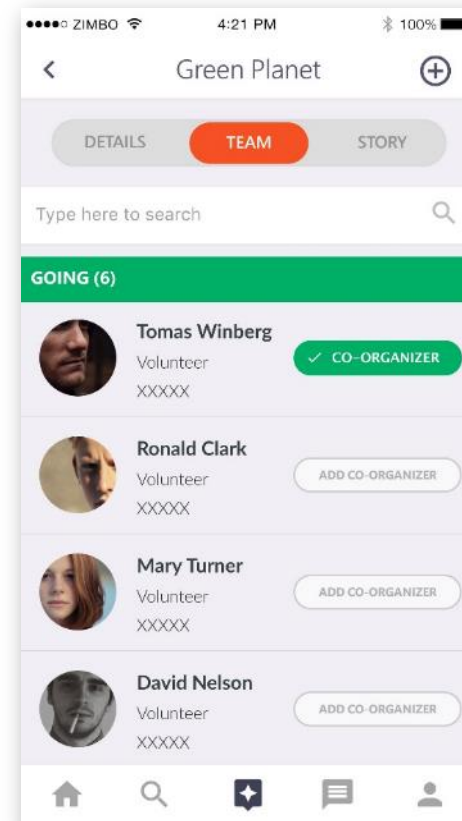 ZIMBO 4:21 PM 100%
Green Planet
DETAILS TEAM STORY
Type here to search
GOING (6)
Tomas Winberg
Volunteer
XXXXX
CO-ORGANIZER
Ronald Clark
Volunteer
XXXXX
ADD CO-ORGANIZER
Mary Turner
Volunteer
XXXXX
ADD CO-ORGANIZER
David Nelson
Volunteer
XXXXX
ADD CO-ORGANIZER